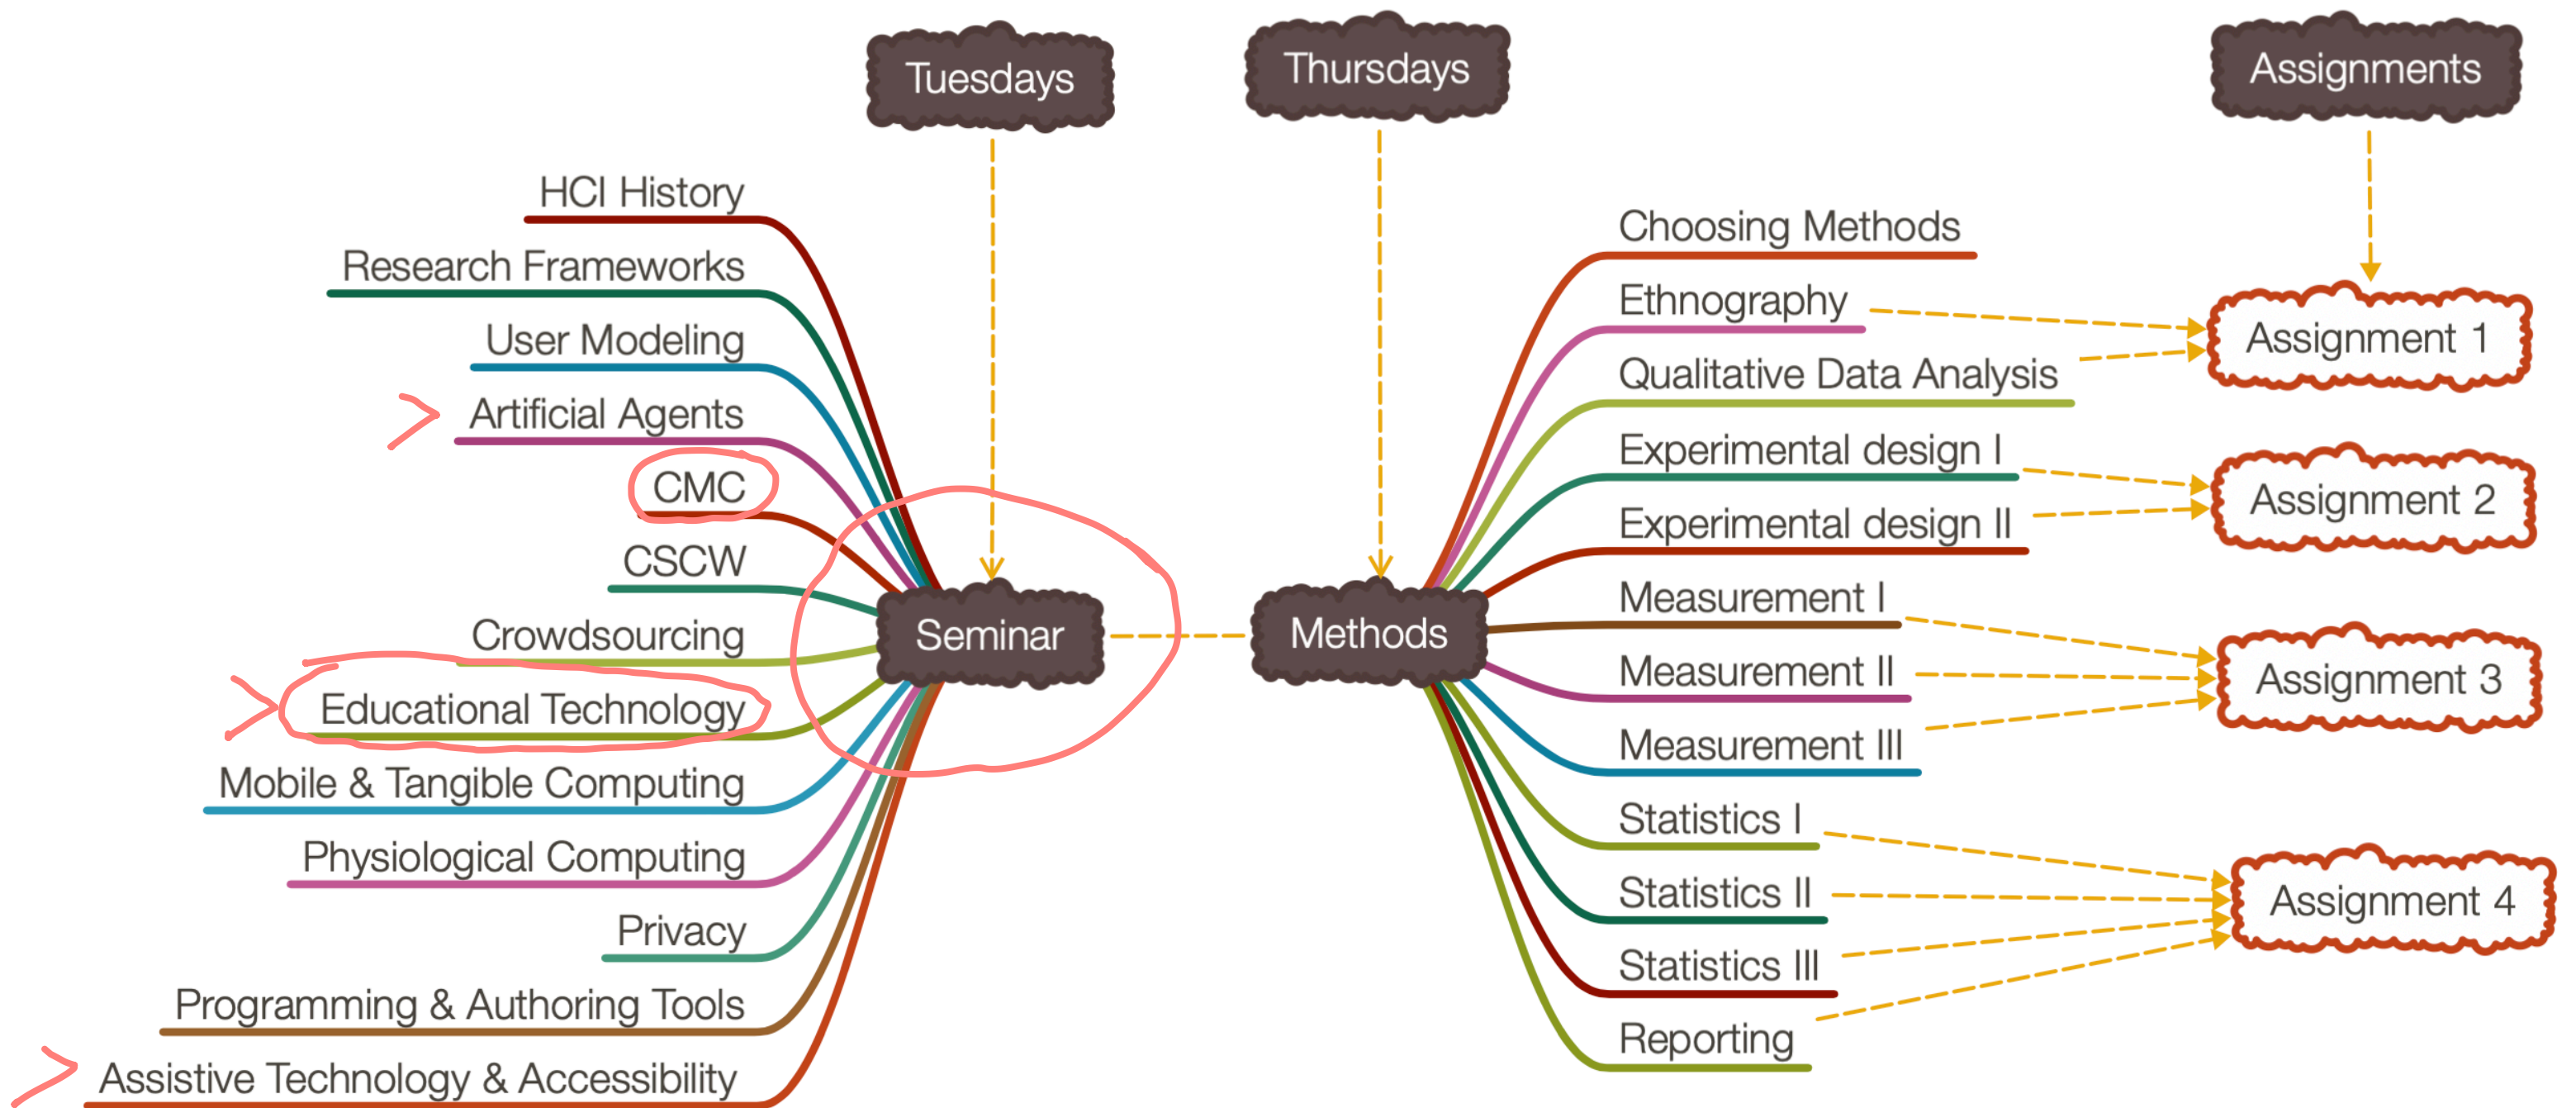 Tuesdays
Thursdays
Assignments
HCI History
Research Frameworks
User Modeling
Artificial Agents
CMC
CSCW
Crowdsourcing
Educational Technology
Mobile & Tangible Computing
Physiological Computing
Privacy
Programming & Authoring Tools
Assistive Technology & Accessibility
Seminar
Methods
Choosing Methods
Ethnography
Qualitative Data Analysis
Experimental design I
Experimental design II
Measurement I
Measurement II
Measurement III
Statistics I
Statistics II
Statistics III
Reporting
Assignment 1
Assignment 2
Assignment 3
Assignment 4